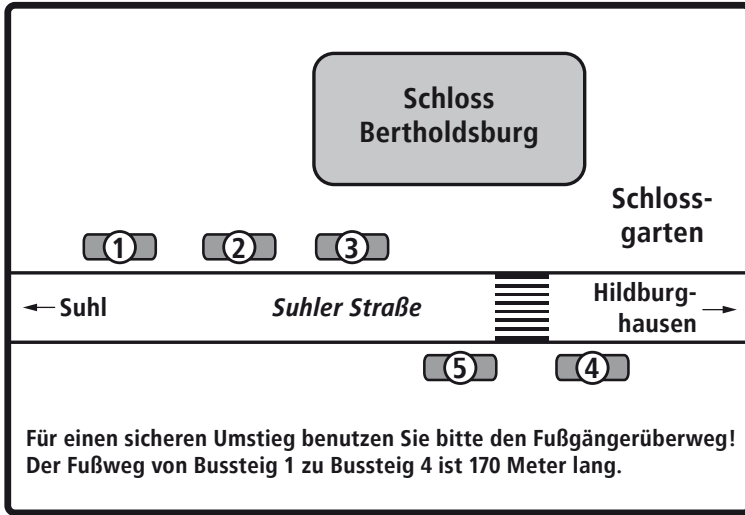 Schloss
Bertholdsburg
Schloss-
garten
1 2 3
Suhl
Suhler Straße
Hildburg-
hausen
5 4
Für einen sicheren Umstieg benutzen Sie bitte den Fußgängerüberweg!
Der Fußweg von Bussteig 1 zu Bussteig 4 ist 170 Meter lang.